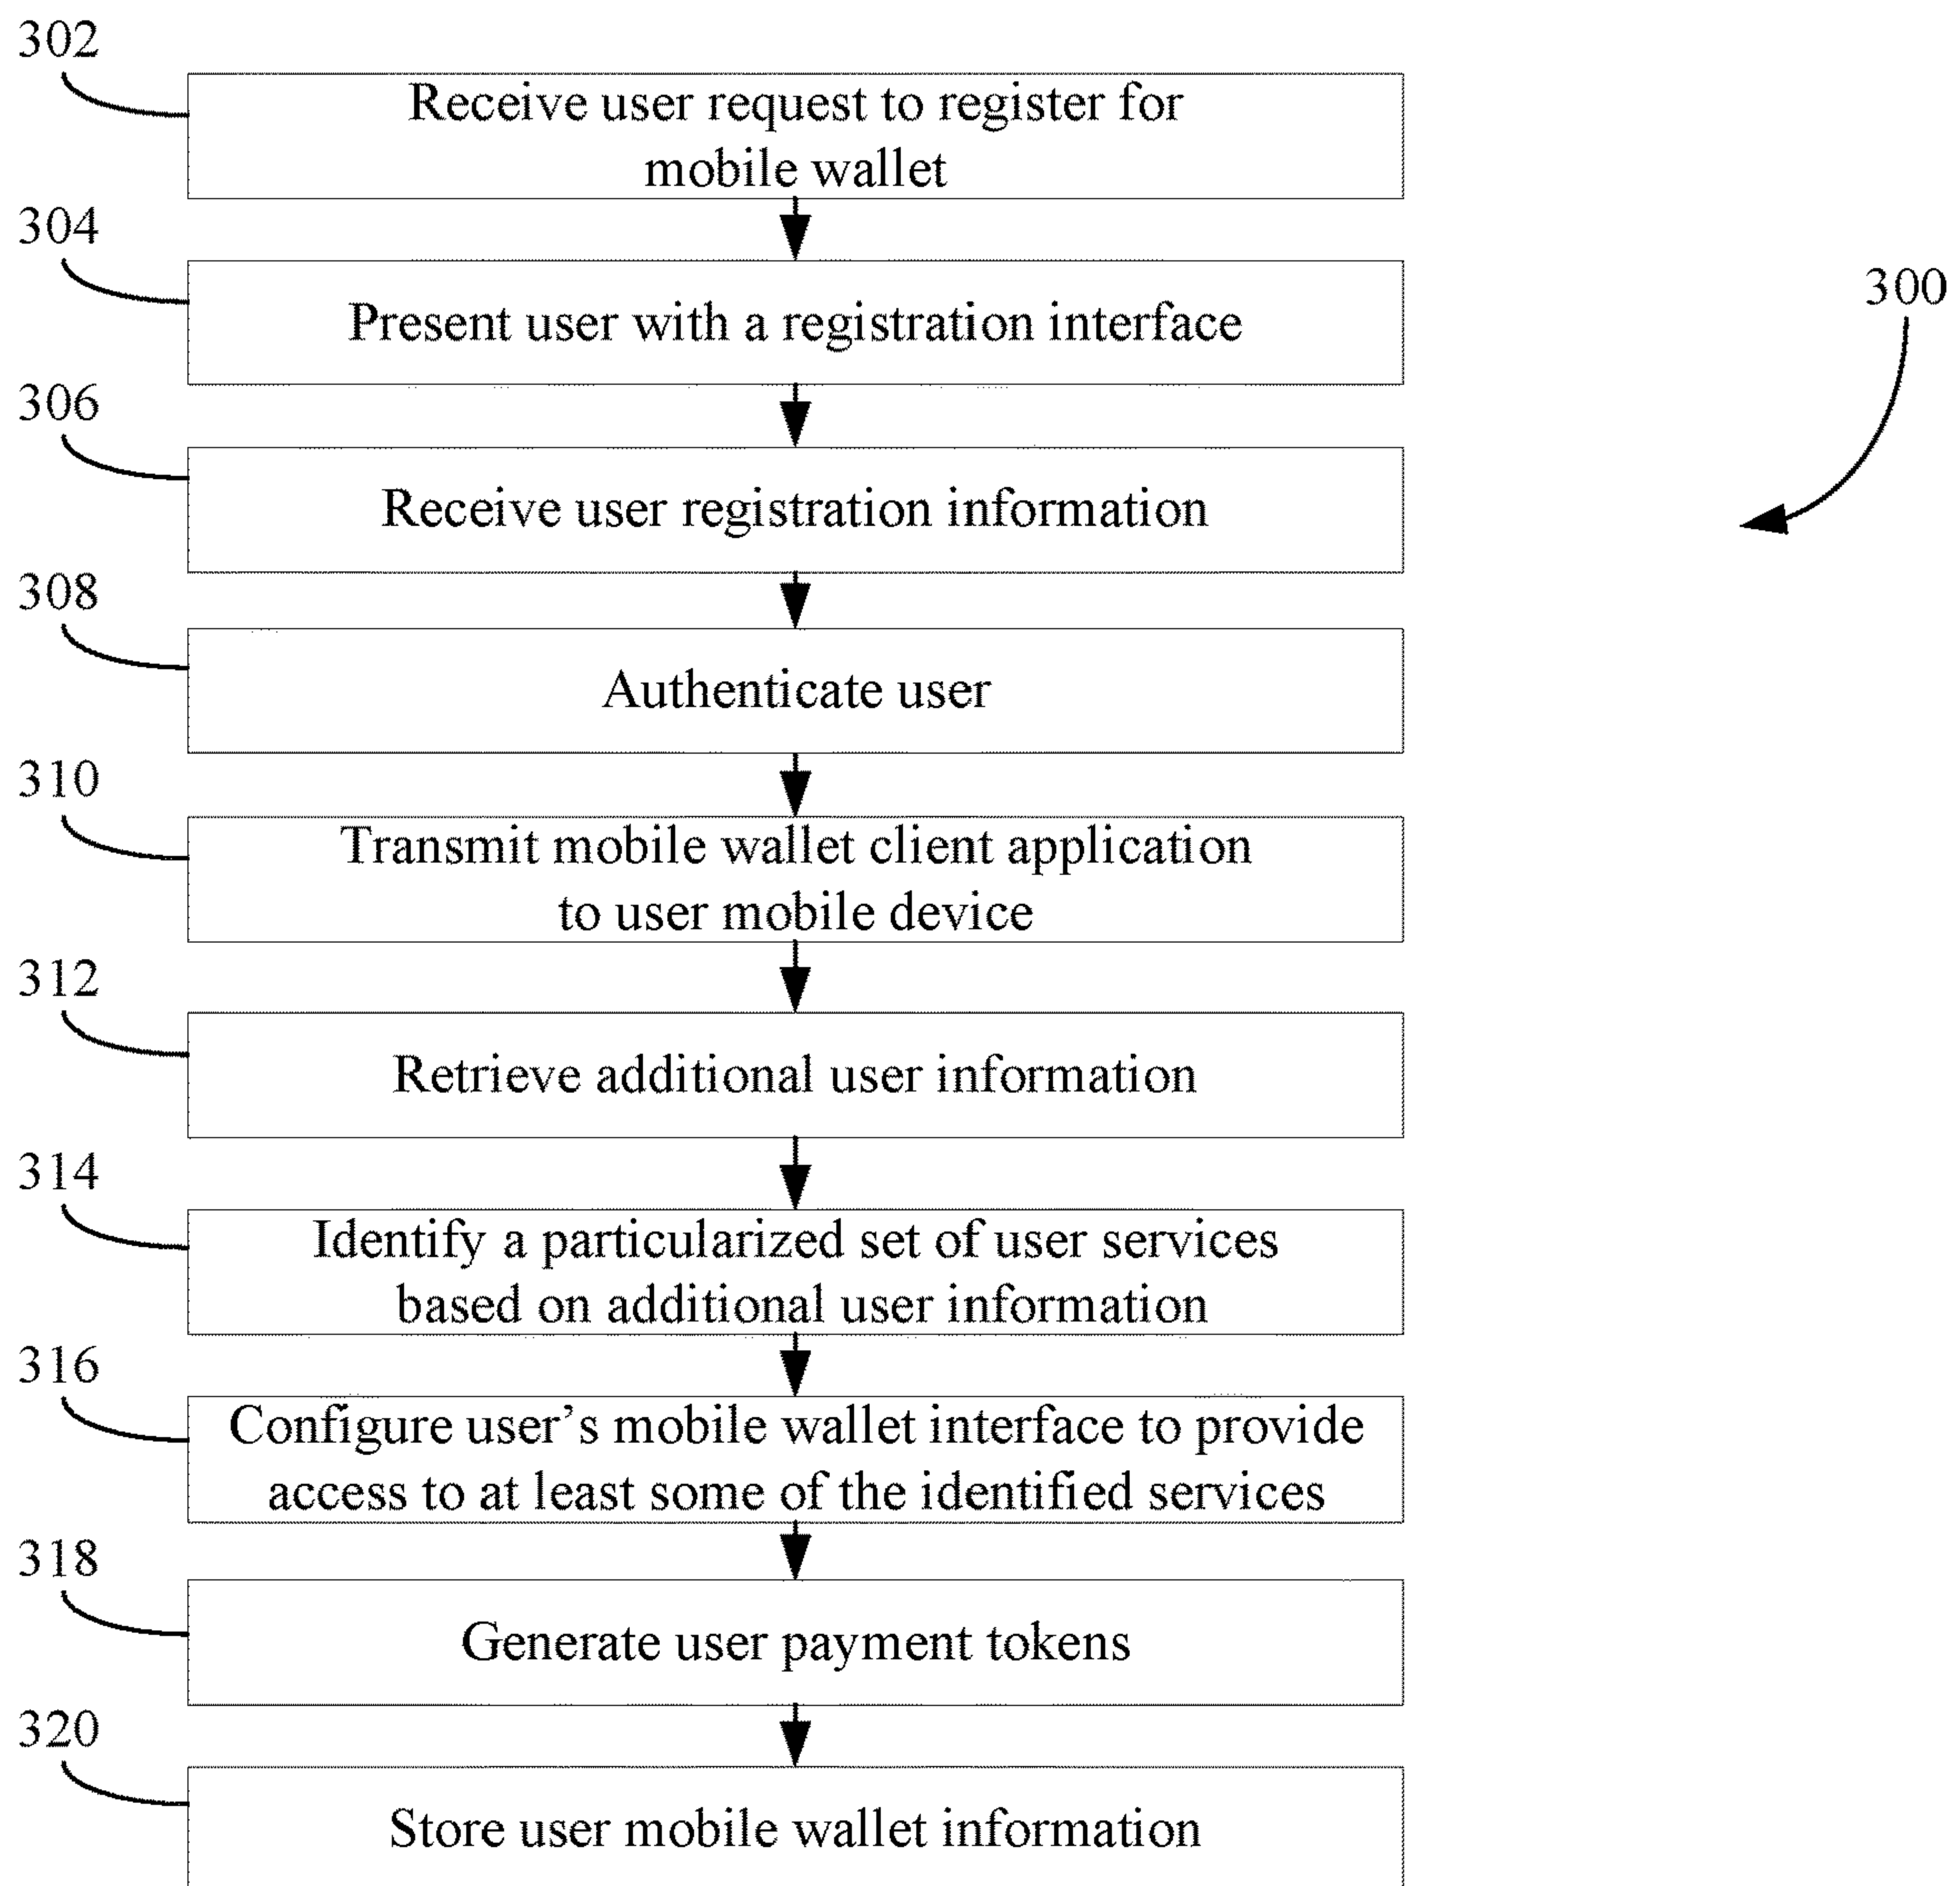 302
Receive user request to register for
mobile wallet
304
Present user with a registration interface
300
306
Receive user registration information
308
Authenticate user
310
Transmit mobile wallet client application
to user mobile device
312
Retrieve additional user information
314
Identify a particularized set of user services
based on additional user information
316
Configure user’s mobile wallet interface to provide
access to at least some of the identified services
318
Generate user payment tokens
320
Store user mobile wallet information